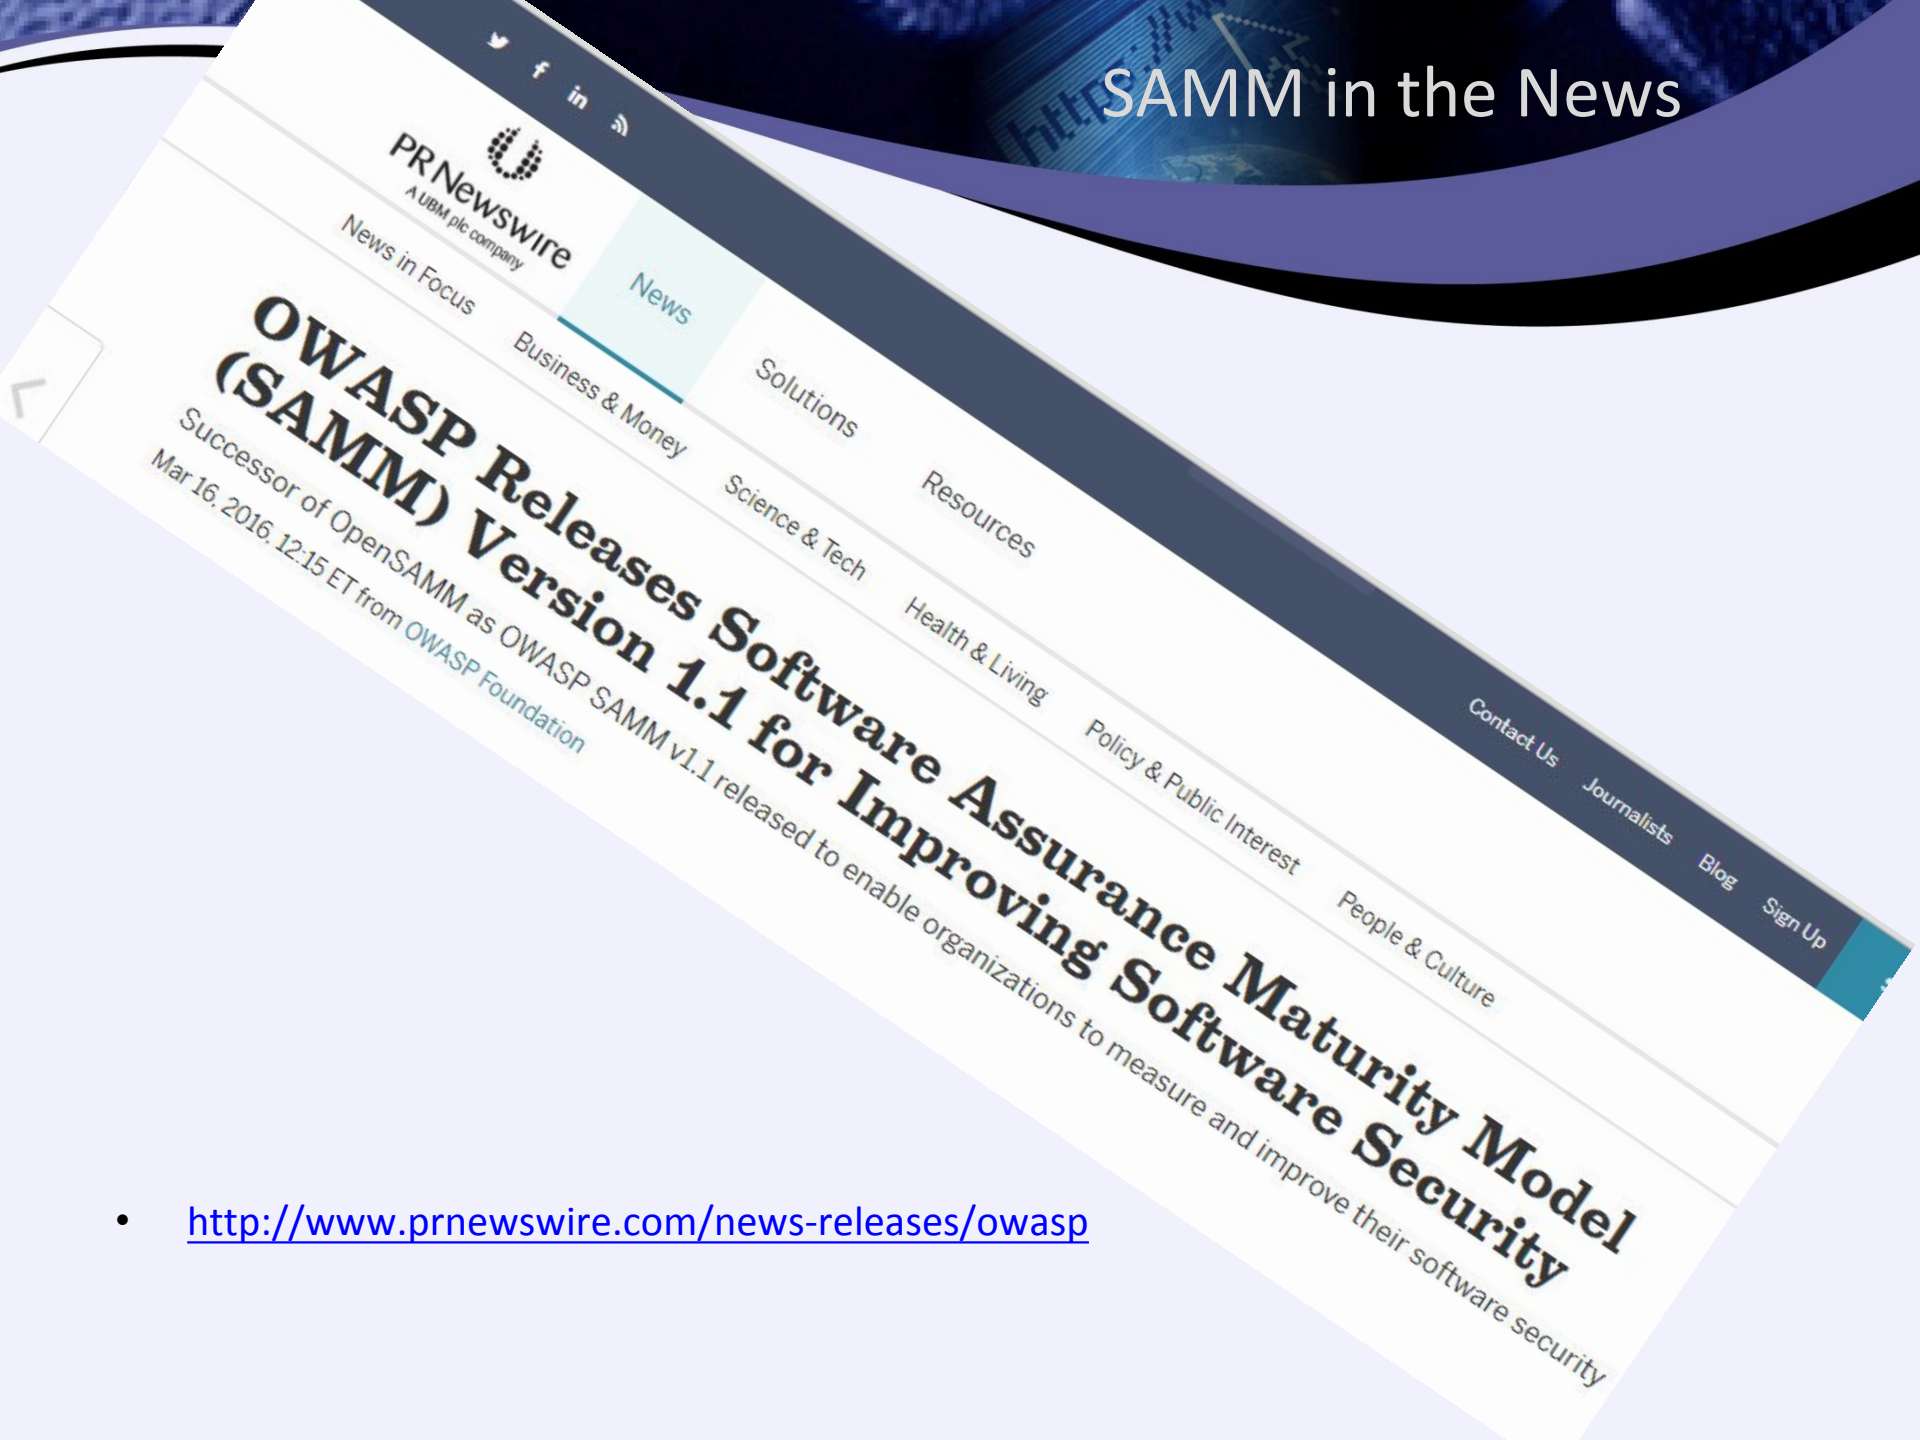 SAMM in the News
Contact Us
Journalists
Blog
Sign Up
PR Newswire
A UBM plc company
News
Solutions
Resources
News in Focus
Business & Money
Science & Tech
Health & Living
Policy & Public Interest
People & Culture
OWASP Releases Software Assurance Maturity Model
(SAMM) Version 1.1 for Improving Software Security
Successor of OpenSAMM as OWASP SAMM v1.1 released to enable organizations to measure and improve their software security
Mar 16, 2016, 12:15 ET from OWASP Foundation
• http://www.prnewswire.com/news-releases/owasp